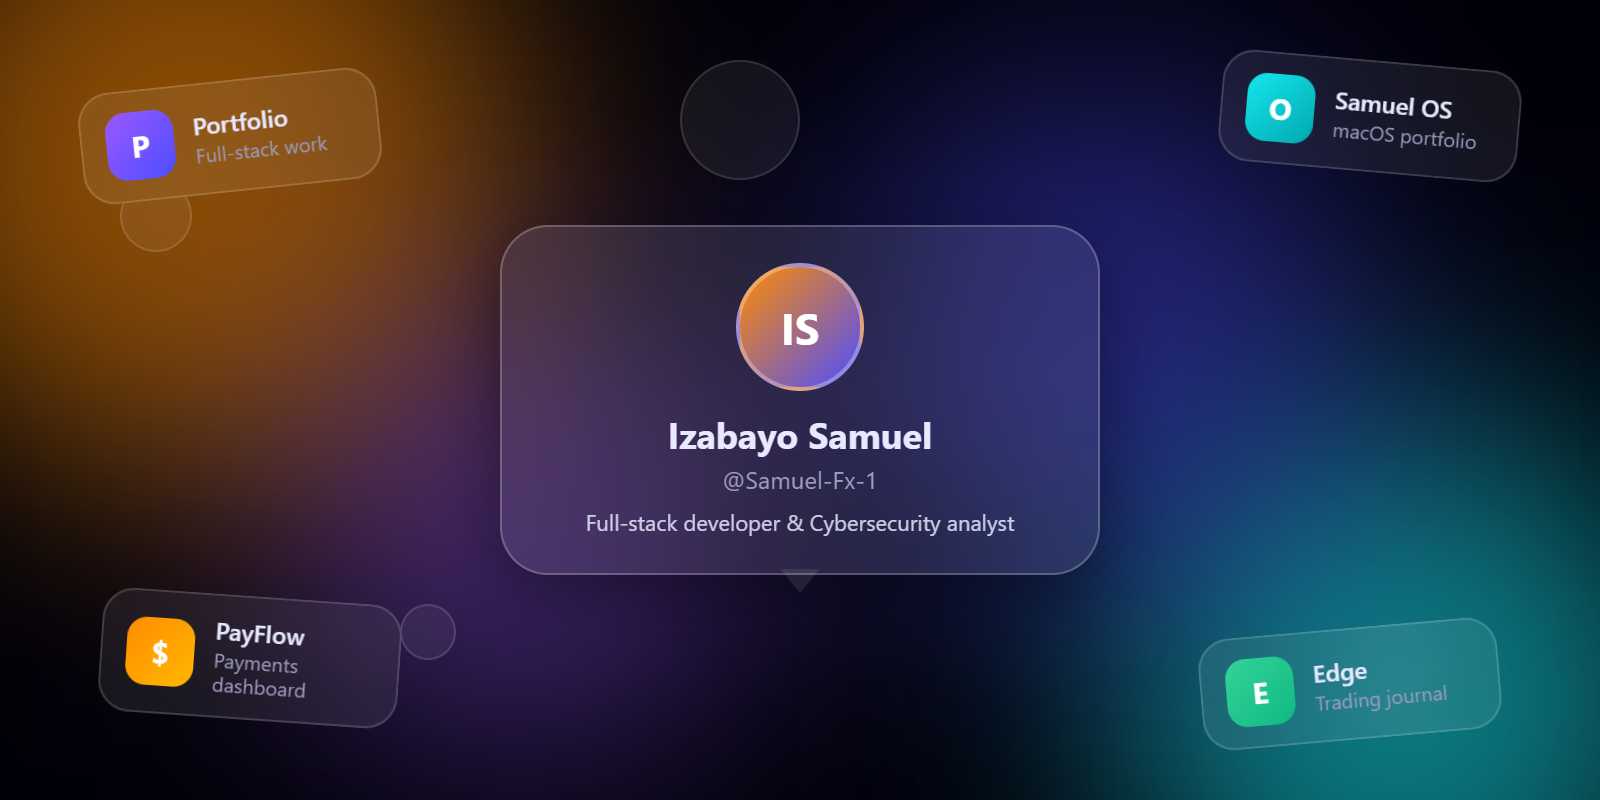 P
Portfolio
Full-stack work
O
Samuel OS
macOS portfolio
IS
Izabayo Samuel
@Samuel-Fx-1
Full-stack developer & Cybersecurity analyst
$
PayFlow
Payments
dashboard
E
Edge
Trading journal